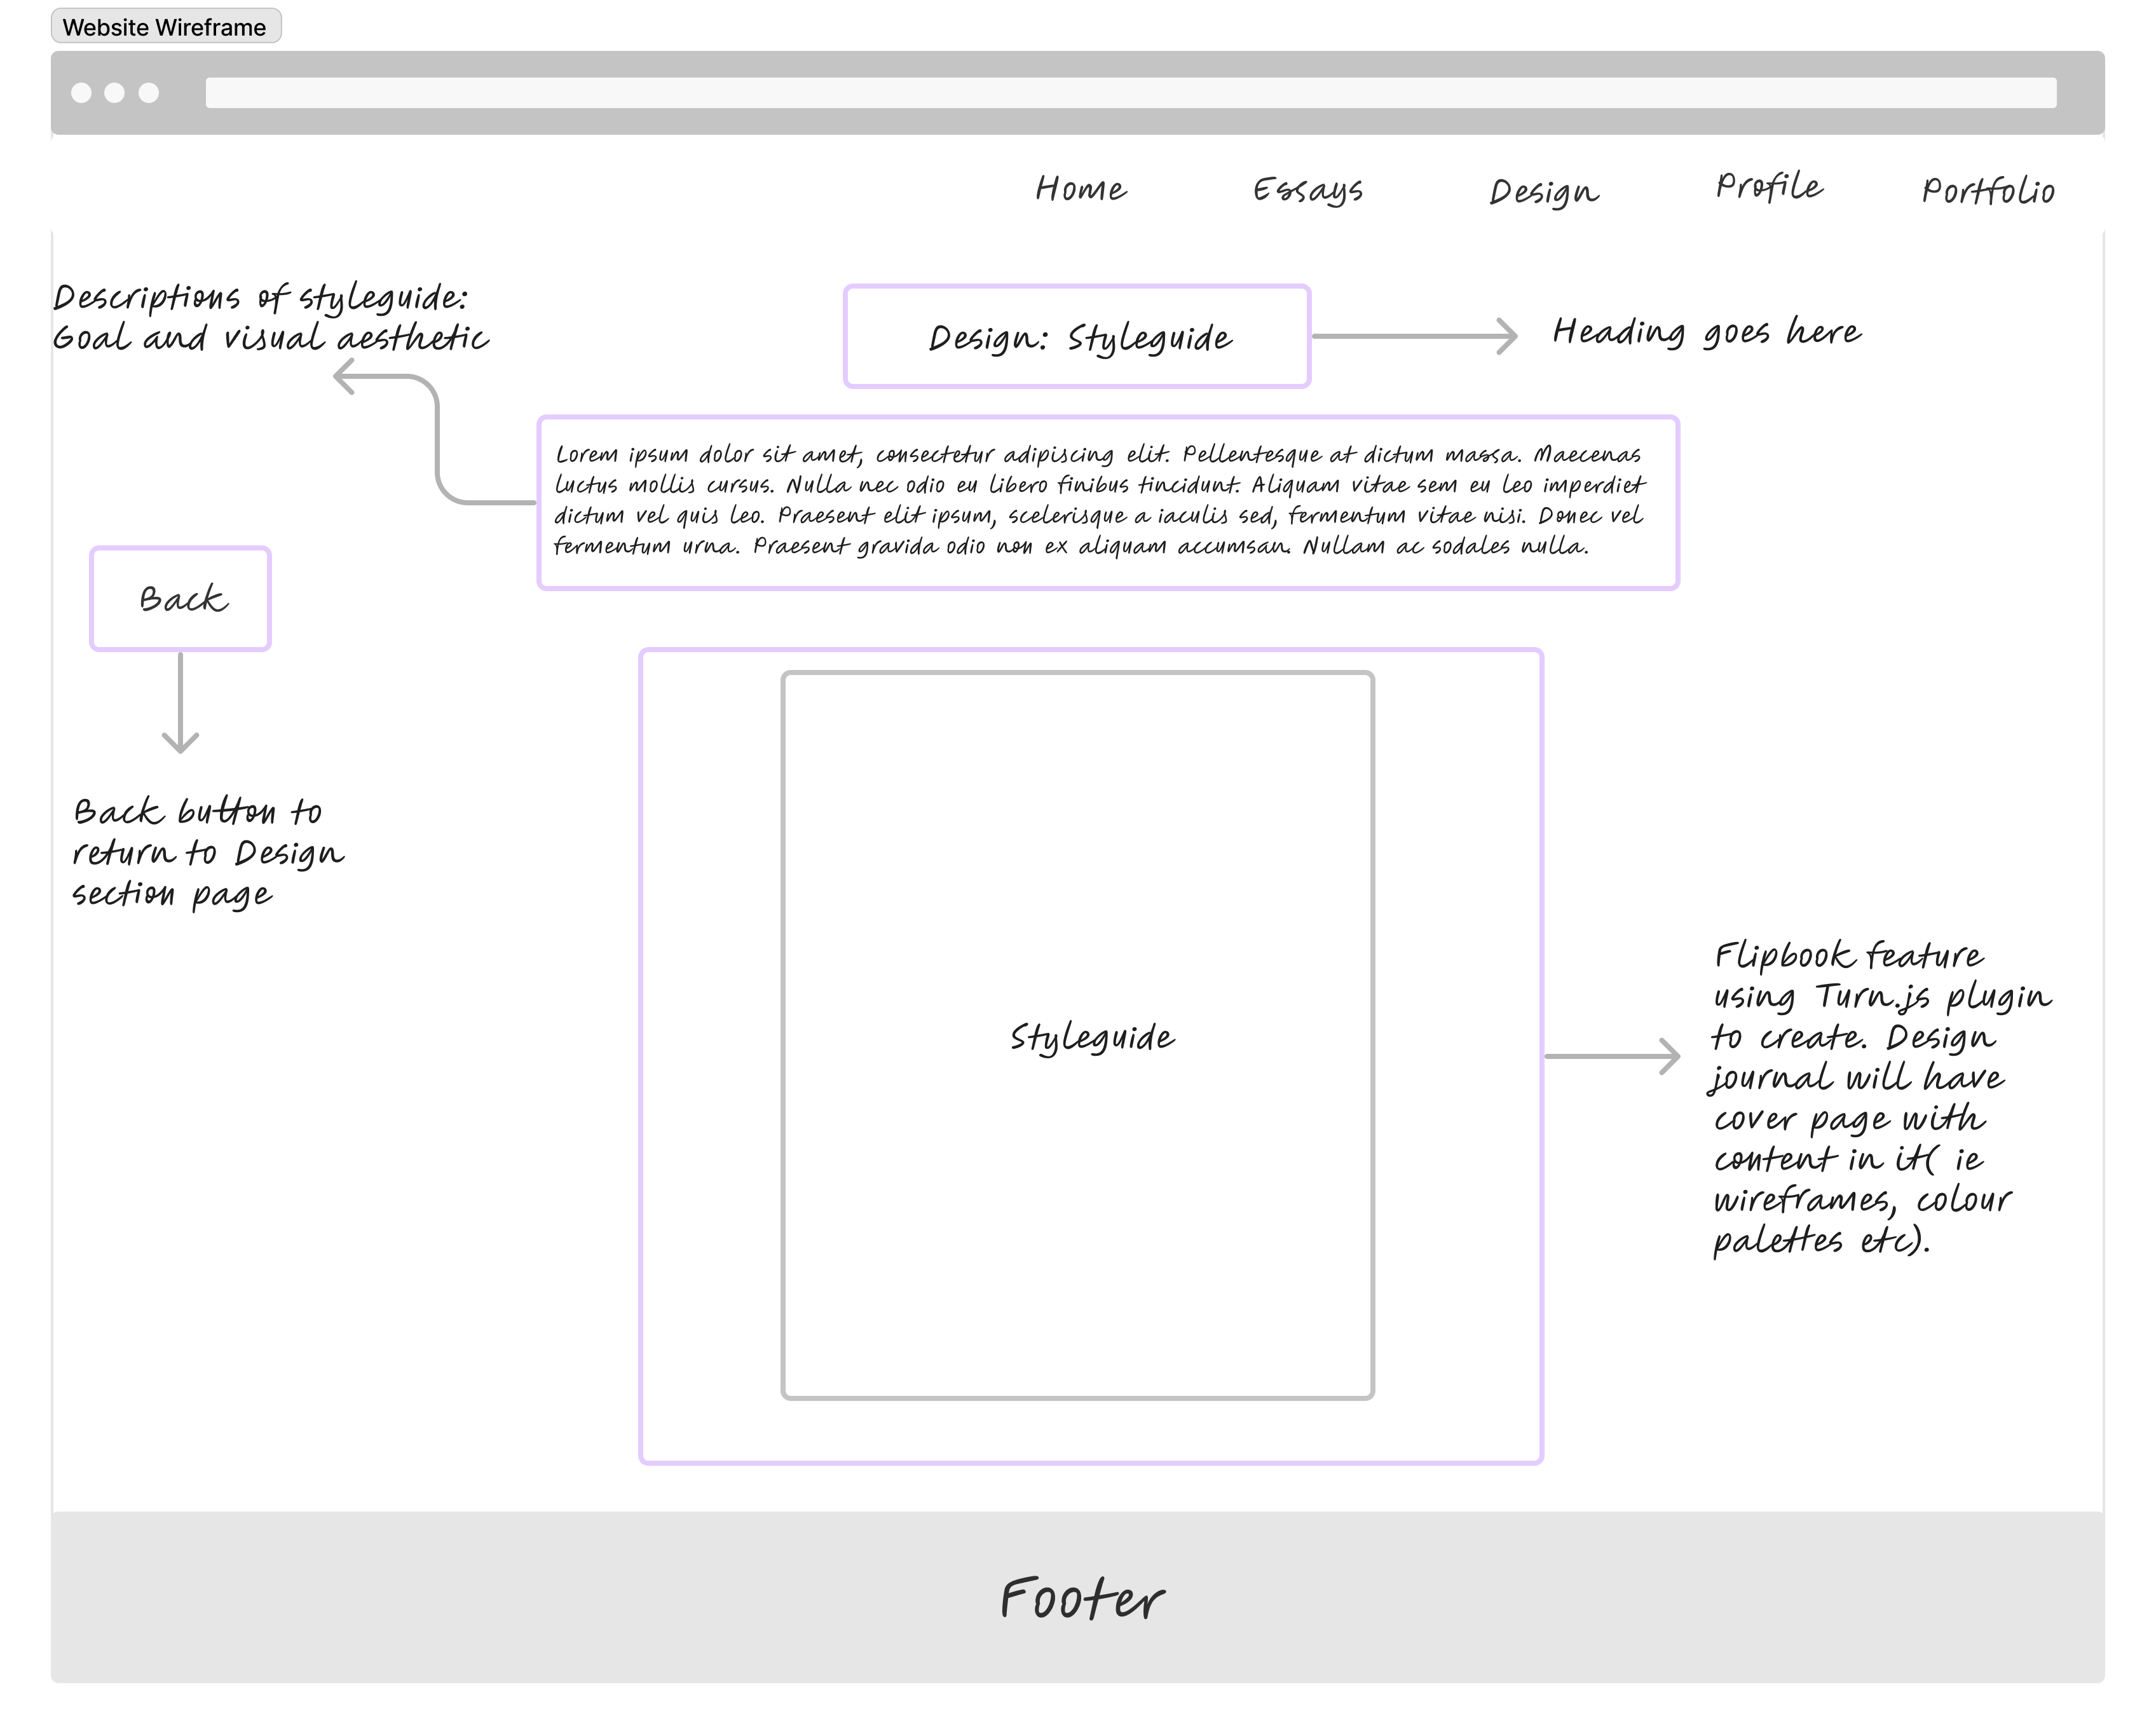 Website Wireframe
Home Essays Design Profile Portfolio
Descriptions of styleguide:
Goal and visual aesthetic
Design: Styleguide
Heading goes here
Lorem ipsum dolor sit amet, consectetur adipiscing elit. Pellentesque at dictum massa. Maecenas
luctus mollis cursus. Nulla nec odio eu libero finibus tincidunt. Aliquam vitae sem eu leo imperdiet
dictum vel quis leo. Praesent elit ipsum, scelerisque a iaculis sed, fermentum vitae nisi. Donec vel
fermentum urna. Praesent gravida odio non ex aliquam accumsan. Nullam ac sodales nulla.
Back
Back button to
return to Design
section page
Styleguide
Flipbook feature
using Turn.js plugin
to create. Design
journal will have
cover page with
content in it( ie
wireframes, colour
palettes etc).
Footer